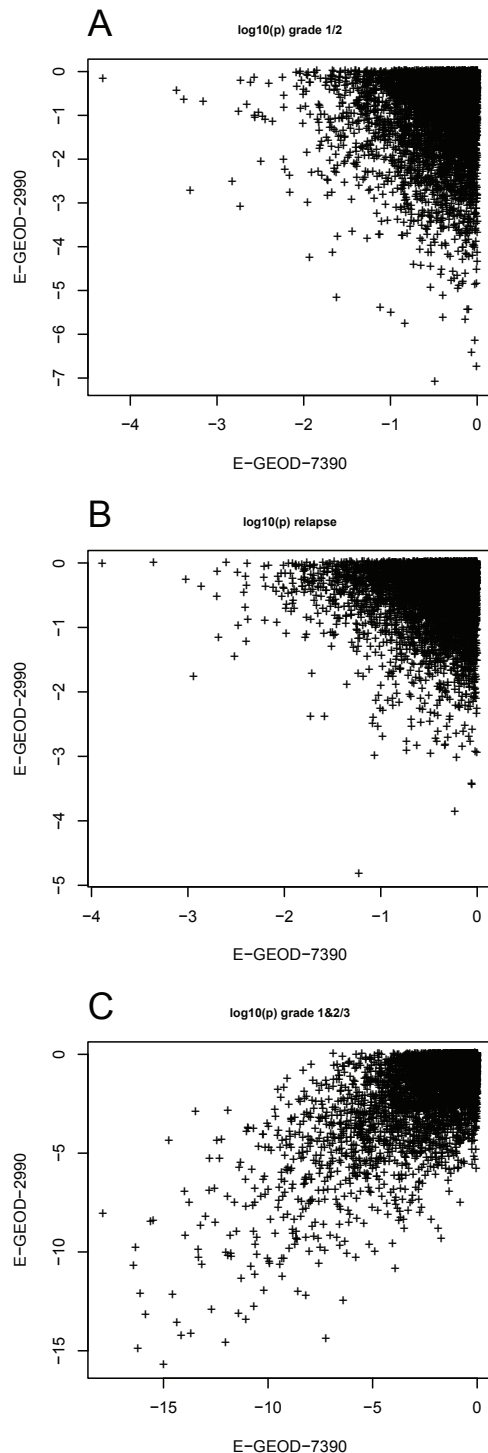 A
log10(p) grade 1/2
0
−1
−2
−3
−4
−5
−6
−7
E−GEOD−2990
−4
−3
−2
−1
0
E−GEOD−7390
B
log10(p) relapse
0
−1
−2
−3
−4
−5
E−GEOD−2990
−4
−3
−2
−1
0
E−GEOD−7390
C
log10(p) grade 1&2/3
0
−5
−10
−15
E−GEOD−2990
−15
−10
−5
0
E−GEOD−7390